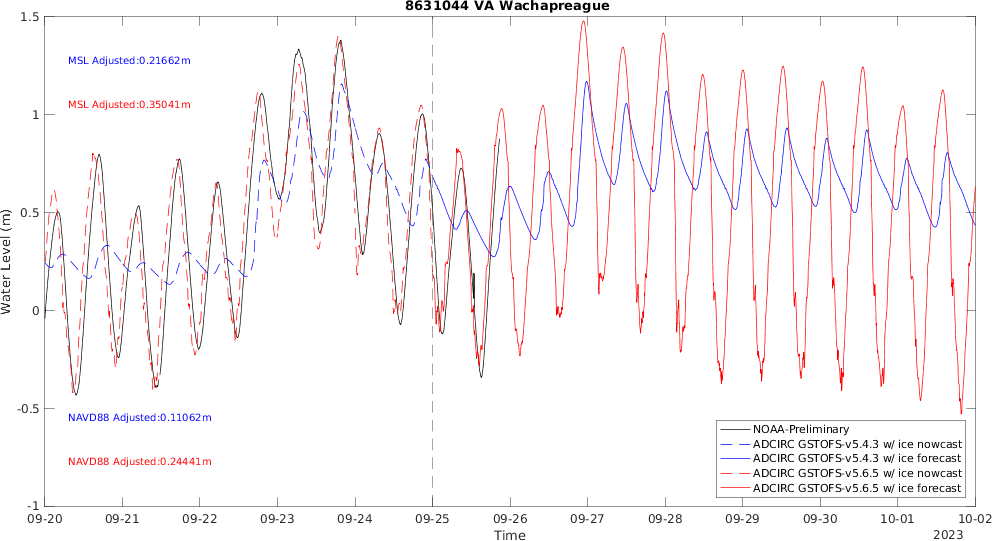 8631044 VA Wachapreague
1.5
1
0.5
0
-0.5
-1
Water Level (m)
MSL Adjusted:0.21662m
MSL Adjusted:0.35041m
NAVD88 Adjusted:0.11062m
NAVD88 Adjusted:0.24441m
NOAA-Preliminary
ADCIRC GSTOFS-v5.4.3 w/ ice nowcast
ADCIRC GSTOFS-v5.4.3 w/ ice forecast
ADCIRC GSTOFS-v5.6.5 w/ ice nowcast
ADCIRC GSTOFS-v5.6.5 w/ ice forecast
09-20 09-21 09-22 09-23 09-24 09-25 09-26 09-27 09-28 09-29 09-30 10-01 10-02
Time
2023